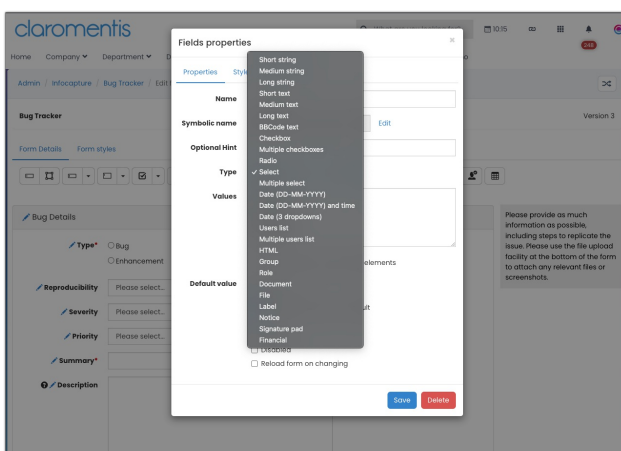 claromentis
10:15
248
Home Company Department
Admin / Infocapture / Bug Tracker / Edit
Bug Tracker
Version 3
Form Details Form styles
Bug Details
Type*
Bug
Enhancement
Reproducibility
Please select...
Severity
Please select...
Priority
Please select...
Summary*
Description
Please provide as much
information as possible,
including steps to replicate the
issue. Please use the file upload
facility at the bottom of the form
to attach any relevant files or
screenshots.
Fields properties
×
Properties Style
Name
Symbolic name
Edit
Optional Hint
Type
Values
elements
Default value
Disabled
Reload form on changing
Save Delete
Short string
Medium string
Long string
Short text
Medium text
Long text
BBCode text
Checkbox
Multiple checkboxes
Radio
✓ Select
Multiple select
Date (DD-MM-YYYY)
Date (DD-MM-YYYY) and time
Date (3 dropdowns)
Users list
Multiple users list
HTML
Group
Role
Document
File
Label
Notice
Signature pad
Financial